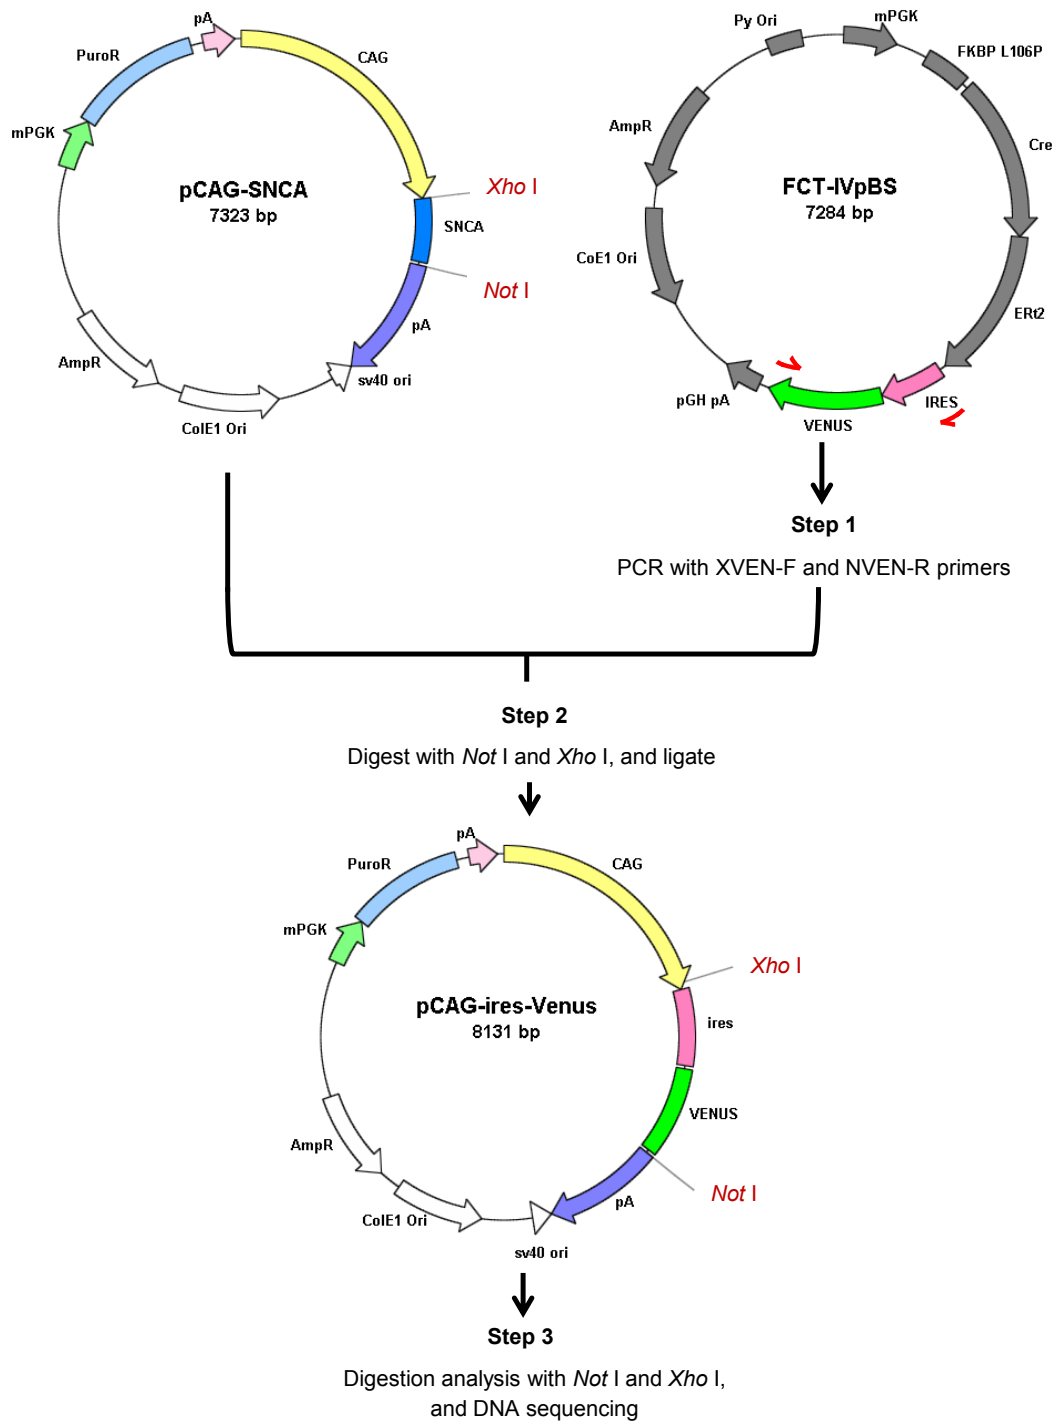 pA
PuroR
CAG
mPGK
pCAG-SNCA
7323 bp
Xho I
SNCA
Not I
pA
sv40 ori
AmpR
ColE1 Ori
Py Ori
mPGK
FKBP L106P
AmpR
Cre
FCT-IVpBS
7284 bp
CoE1 Ori
ERt2
pGH pA
IRES
VENUS
Step 1
PCR with XVEN-F and NVEN-R primers
Step 2
Digest with Not I and Xho I, and ligate
pA
PuroR
CAG
mPGK
Xho I
pCAG-ires-Venus
8131 bp
ires
VENUS
AmpR
Not I
pA
ColE1 Ori
sv40 ori
Step 3
Digestion analysis with Not I and Xho I,
and DNA sequencing